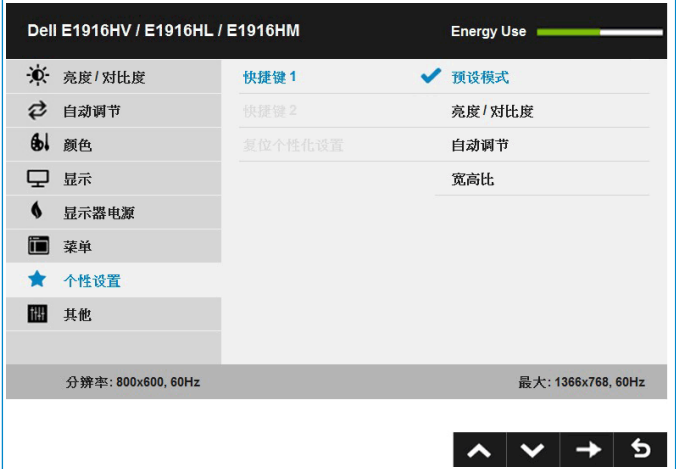 Dell E1916HV / E1916HL / E1916HM Energy Use
亮度 / 对比度 快捷键 1 预设模式
自动调节 快捷键 2 亮度 / 对比度
颜色 复位个性化设置 自动调节
显示 宽高比
显示器电源
菜单
个性设置
其他
分辨率: 800x600, 60Hz 最大: 1366x768, 60Hz